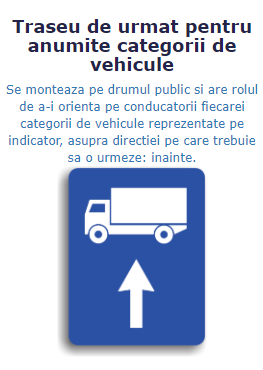 Traseu de urmat pentru
anumite categorii de
vehicule
Se monteaza pe drumul public si are rolul
de a-i orienta pe conducatorii fiecarei
categorii de vehicule reprezentate pe
indicator, asupra directiei pe care trebuie
sa o urmeze: inainte.